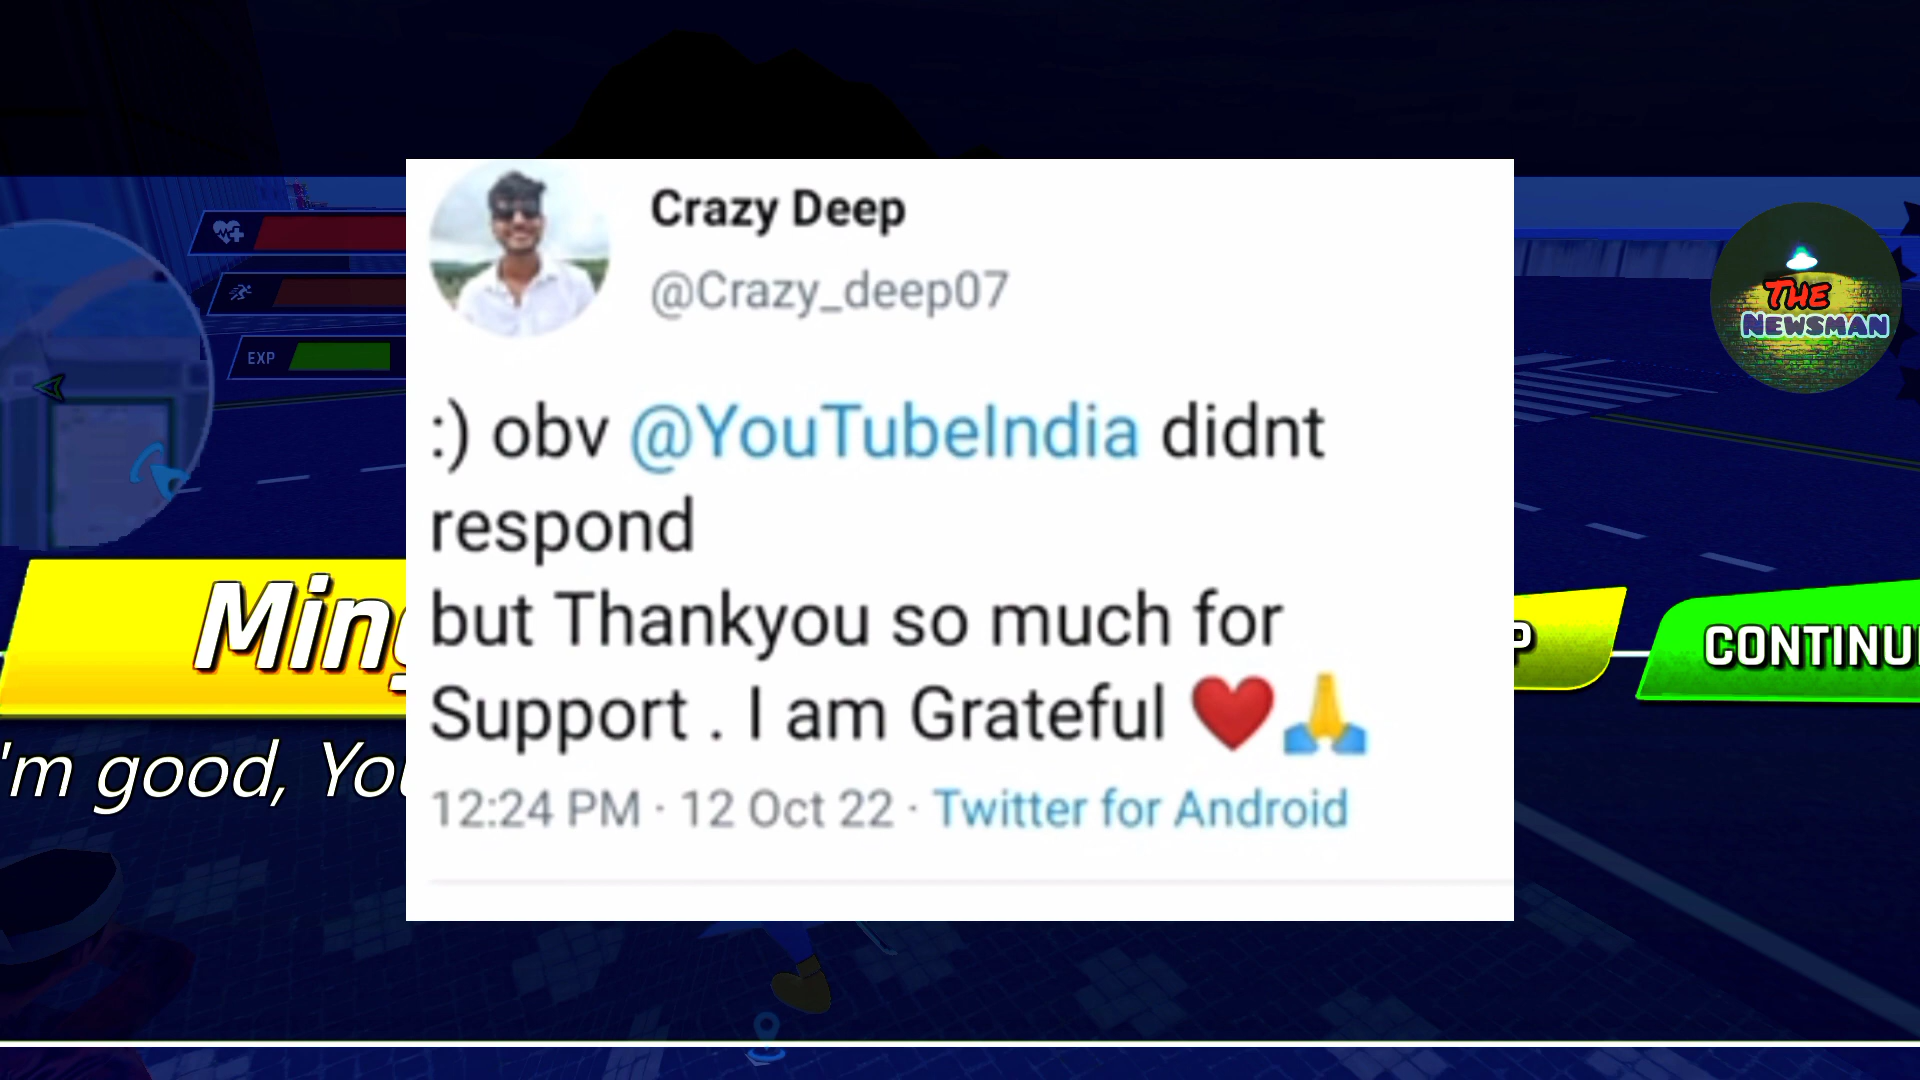 Crazy Deep
@Crazy_deep07
:) obv @YouTubeIndia didnt
respond
but Thankyou so much for
Support . I am Grateful ❤️🙏
12:24 PM · 12 Oct 22 · Twitter for Android
THE
NEWSMAN
EXP
CONTINU
'm good, You